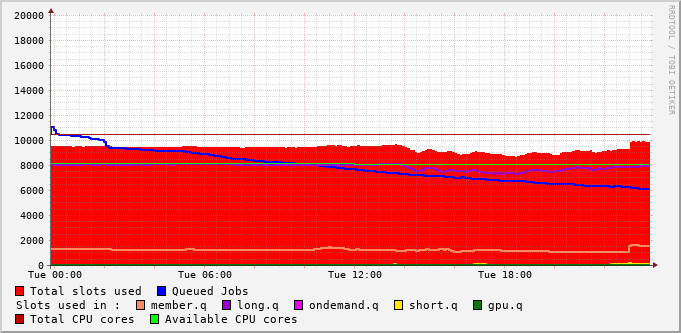 RRDTOOL / TOBI OETIKER
20000
18000
16000
14000
12000
10000
8000
6000
4000
2000
0
Tue 00:00 Tue 06:00 Tue 12:00 Tue 18:00
Total slots used Queued Jobs
Slots used in : member.q long.q ondemand.q short.q gpu.q
Total CPU cores Available CPU cores